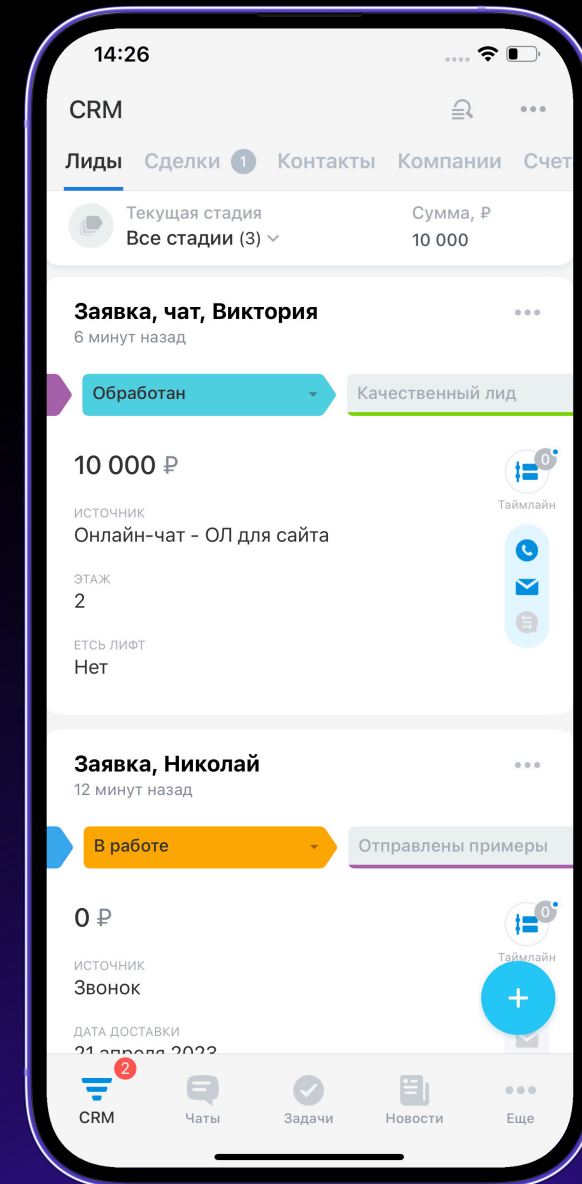 14:26
CRM
Лиды Сделки 1 Контакты Компании Счет
Текущая стадия
Сумма, ₽
Все стадии (3)
10 000
Заявка, чат, Виктория
6 минут назад
Обработан
Качественный лид
10 000 ₽
0
Таймлайн
ИСТОЧНИК
Онлайн-чат - ОЛ для сайта
ЭТАЖ
2
ЕТСЬ ЛИФТ
Нет
Заявка, Николай
12 минут назад
В работе
Отправлены примеры
0 ₽
0
Таймлайн
ИСТОЧНИК
Звонок
ДАТА ДОСТАВКИ
21 апреля 2023
2
CRM Чаты Задачи Новости Еще